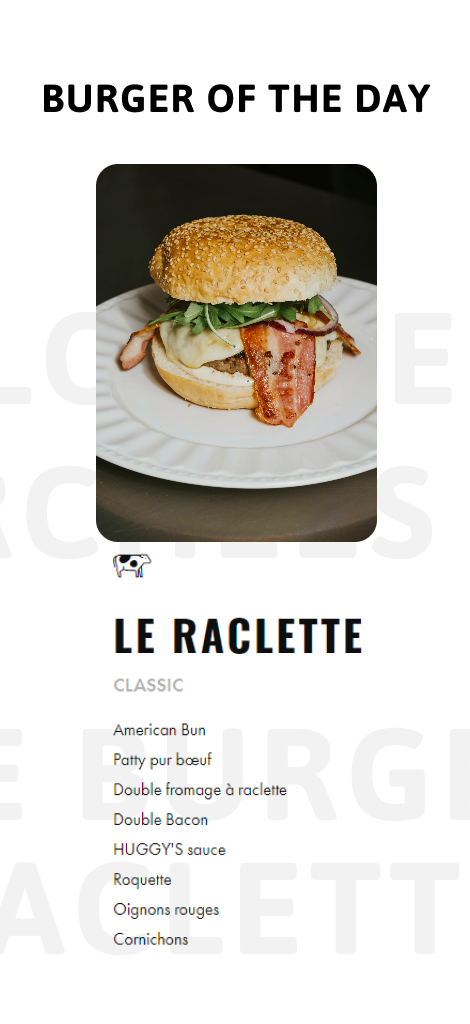 BURGER OF THE DAY
LE RACLETTE
CLASSIC
American Bun
Patty pur bœuf
Double fromage à raclette
Double Bacon
HUGGY'S sauce
Roquette
Oignons rouges
Cornichons